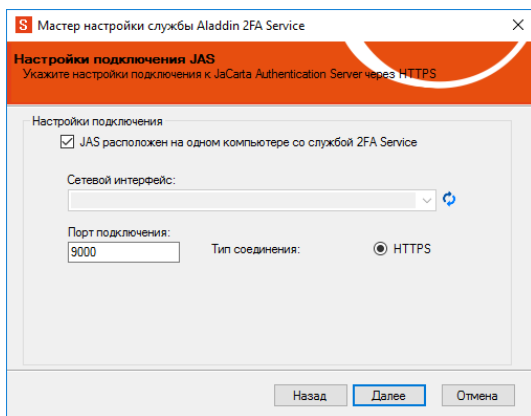 S Мастер настройки службы Aladdin 2FA Service
Настройки подключения JAS
Укажите настройки подключения к JaCarta Authentication Server через HTTPS
Настройки подключения
JAS расположен на одном компьютере со службой 2FA Service
Сетевой интерфейс:
Порт подключения:
9000
Тип соединения:
HTTPS
Назад
Далее
Отмена